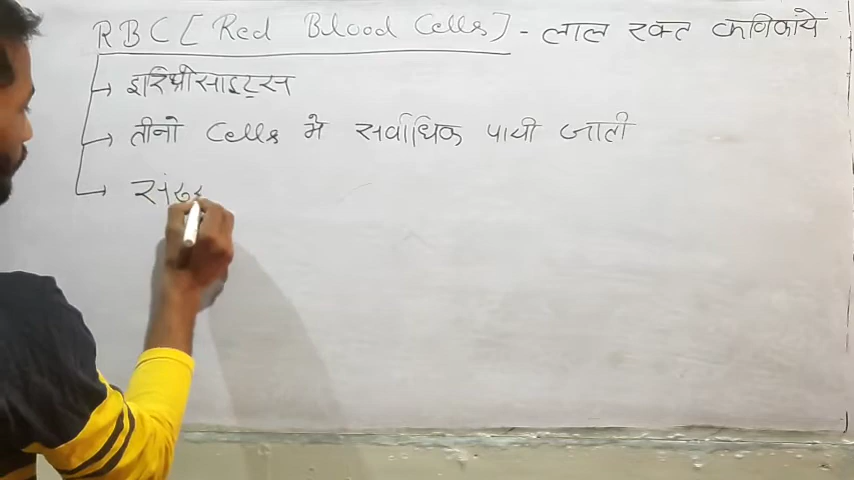 RBC [ Red Blood Cells ] - लाल रक्त कणिकायें
→ इरिथ्रोसाइट्स
→ तीनो Cells मे सर्वाधिक पायी जाती